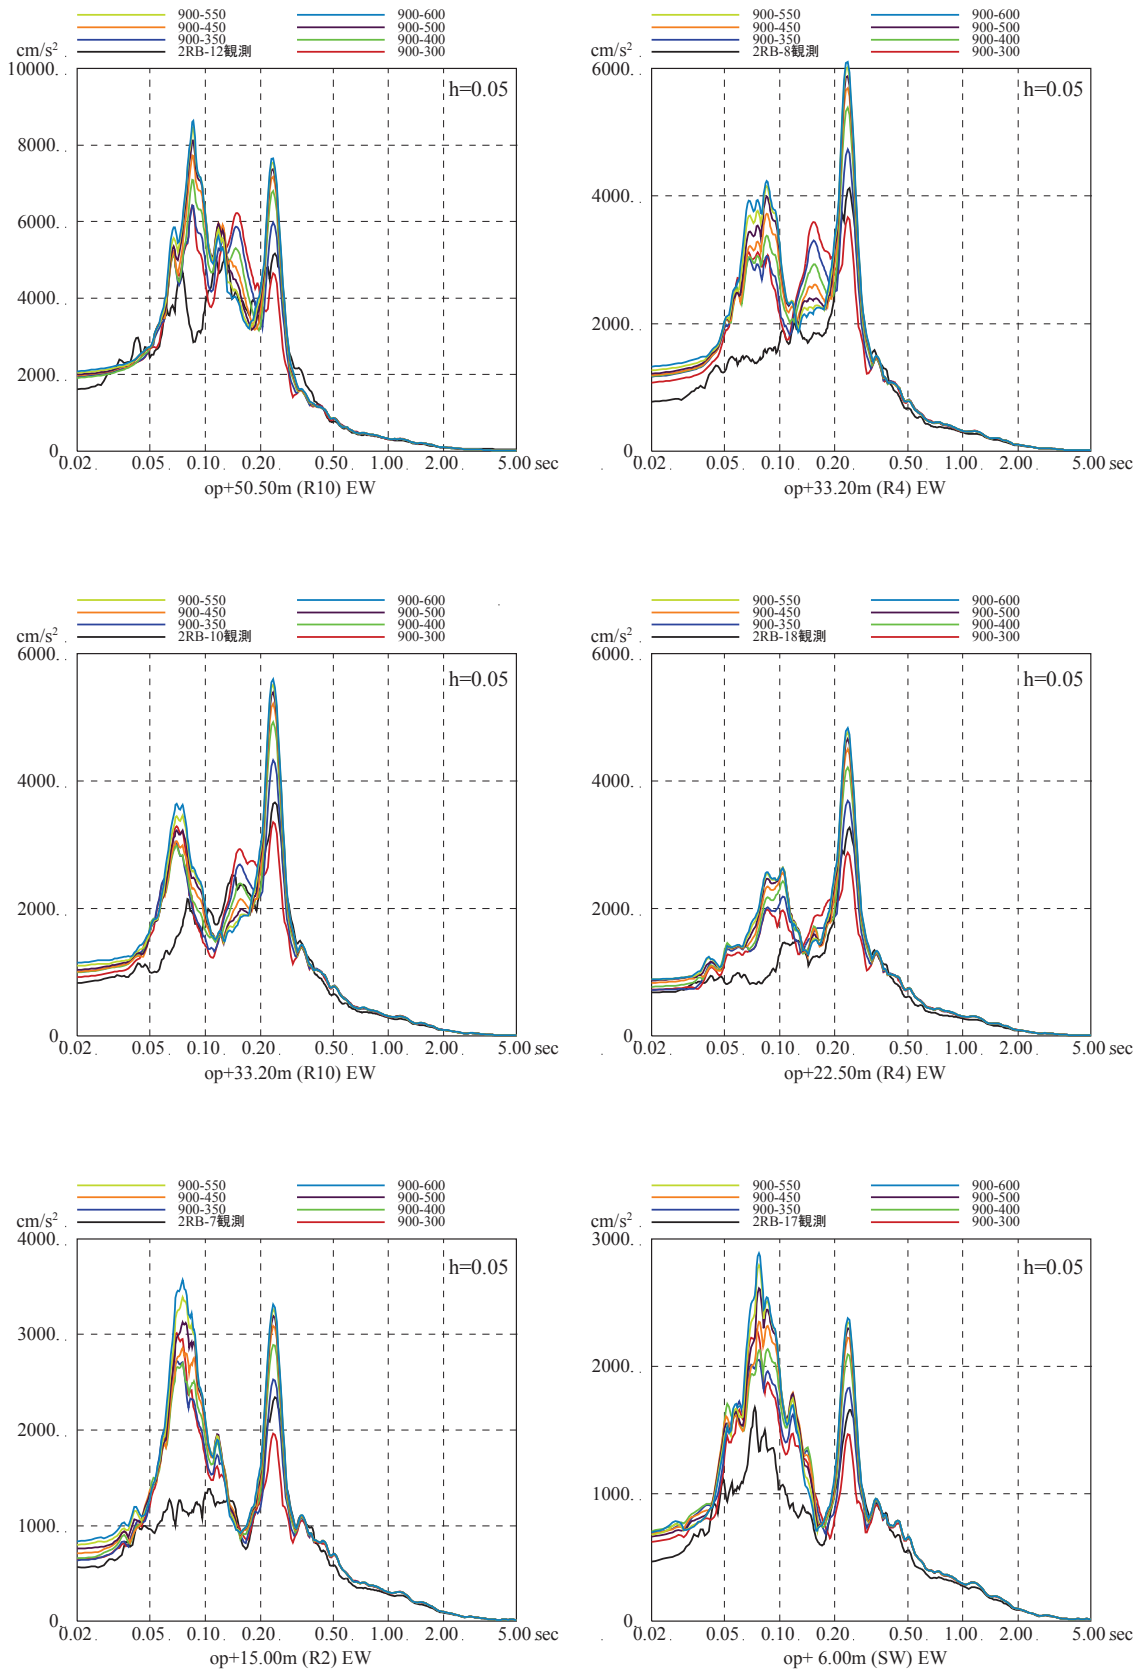 900-550 900-600
900-450 900-500
900-350 900-400
2RB-12観測 900-300
cm/s²
10000.
8000.
6000.
4000.
2000.
0
h=0.05
0.02 0.05 0.10 0.20 0.50 1.00 2.00 5.00 sec
op+50.50m (R10) EW
900-550 900-600
900-450 900-500
900-350 900-400
2RB-8観測 900-300
cm/s²
6000.
4000.
2000.
0
h=0.05
0.02 0.05 0.10 0.20 0.50 1.00 2.00 5.00 sec
op+33.20m (R4) EW
900-550 900-600
900-450 900-500
900-350 900-400
2RB-10観測 900-300
cm/s²
6000.
4000.
2000.
0
h=0.05
0.02 0.05 0.10 0.20 0.50 1.00 2.00 5.00 sec
op+33.20m (R10) EW
900-550 900-600
900-450 900-500
900-350 900-400
2RB-18観測 900-300
cm/s²
6000.
4000.
2000.
0
h=0.05
0.02 0.05 0.10 0.20 0.50 1.00 2.00 5.00 sec
op+22.50m (R4) EW
900-550 900-600
900-450 900-500
900-350 900-400
2RB-7観測 900-300
cm/s²
4000.
3000.
2000.
1000.
0
h=0.05
0.02 0.05 0.10 0.20 0.50 1.00 2.00 5.00 sec
op+15.00m (R2) EW
900-550 900-600
900-450 900-500
900-350 900-400
2RB-17観測 900-300
cm/s²
3000.
2000.
1000.
0
h=0.05
0.02 0.05 0.10 0.20 0.50 1.00 2.00 5.00 sec
op+ 6.00m (SW) EW